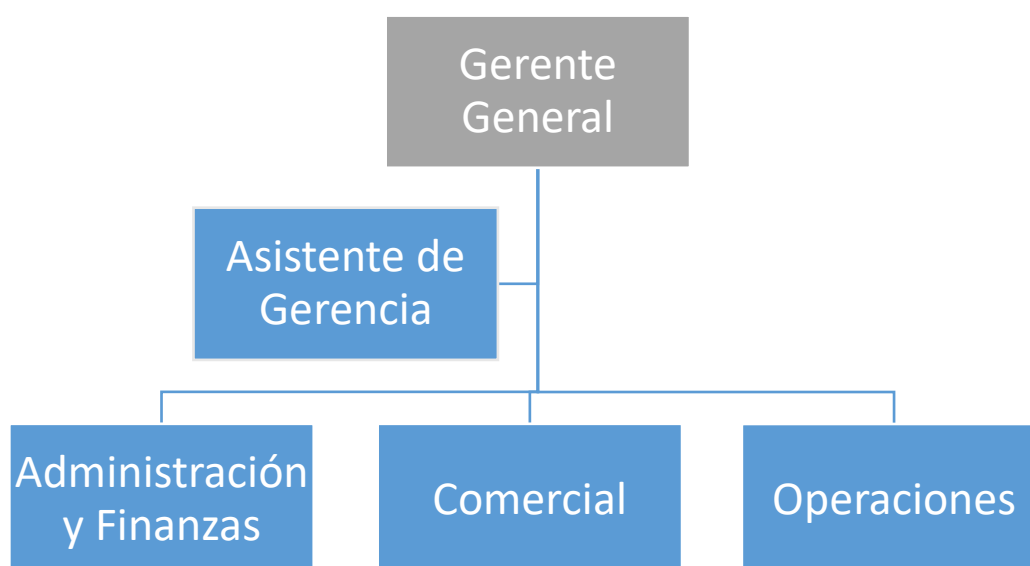 Gerente
General
Asistente de
Gerencia
Administración
y Finanzas
Comercial
Operaciones